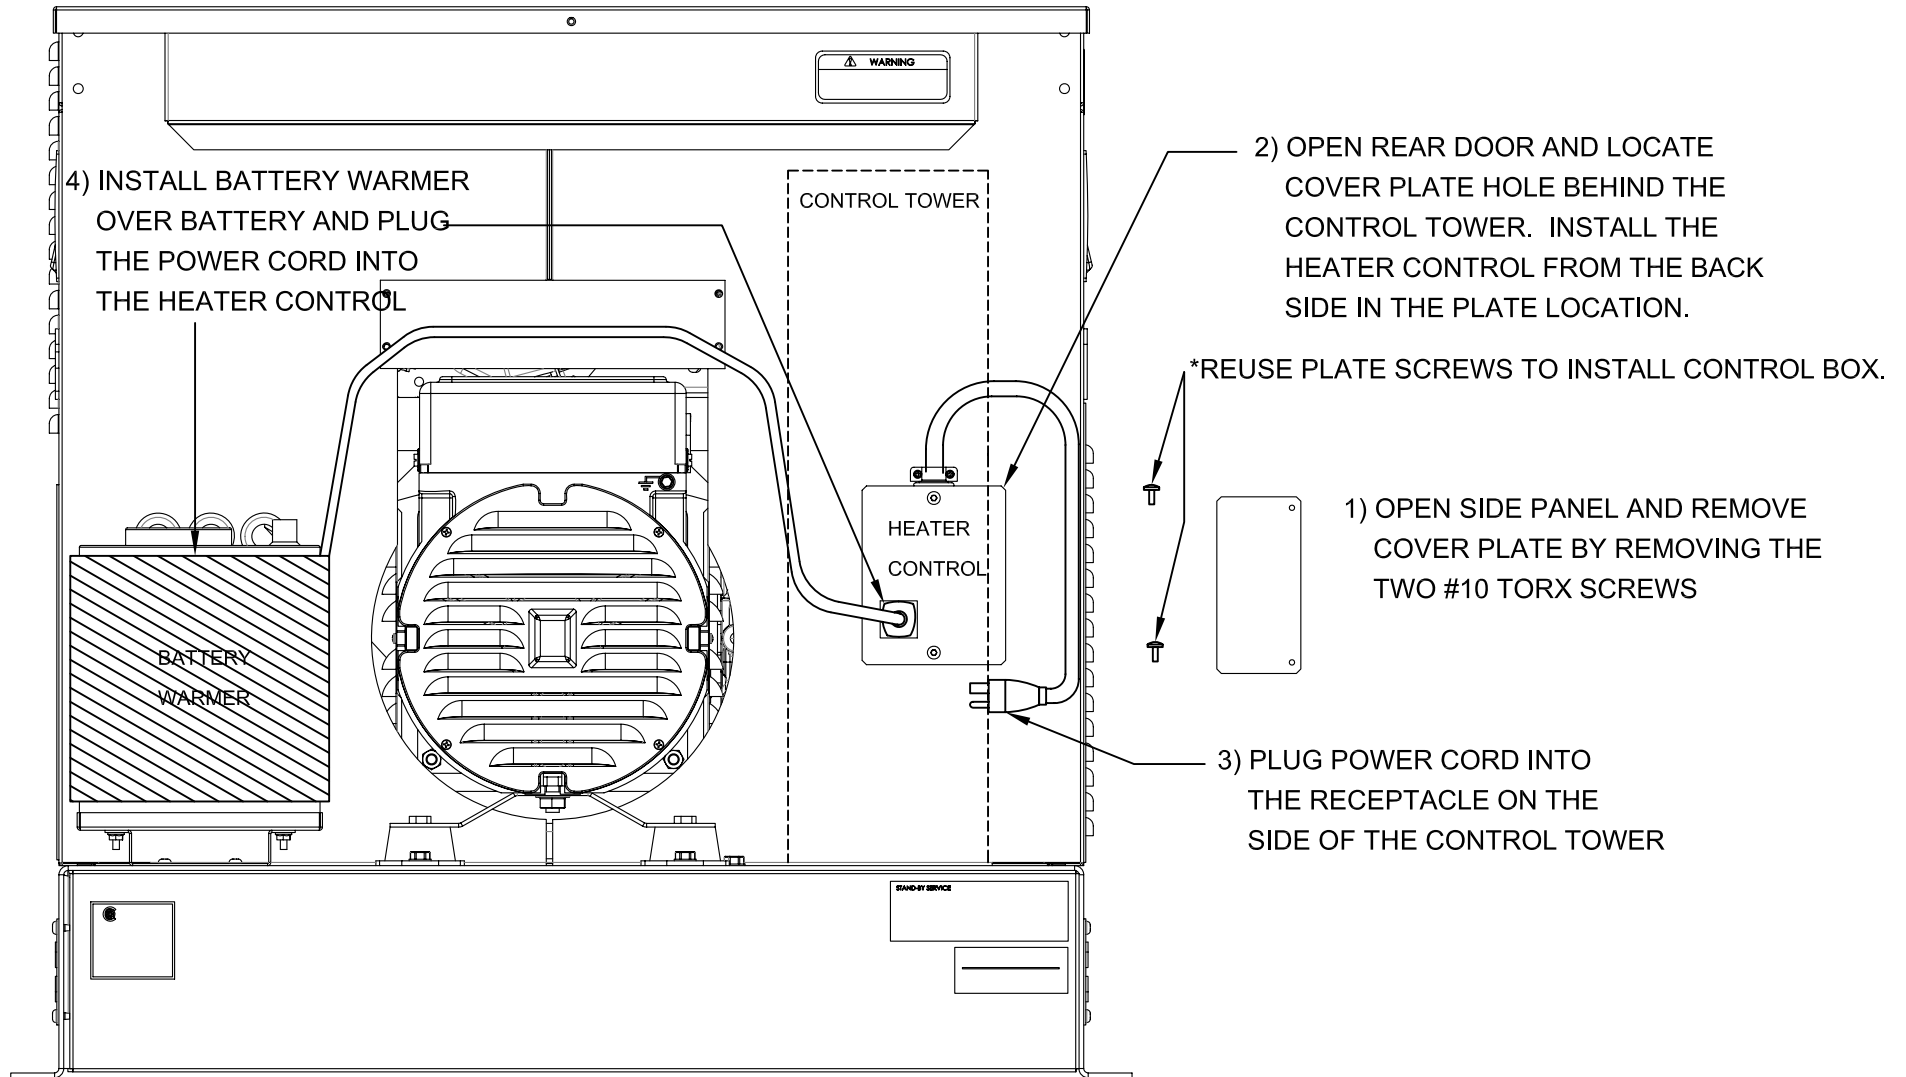 WARNING
4) INSTALL BATTERY WARMER
OVER BATTERY AND PLUG
THE POWER CORD INTO
THE HEATER CONTROL
CONTROL TOWER
2) OPEN REAR DOOR AND LOCATE
COVER PLATE HOLE BEHIND THE
CONTROL TOWER. INSTALL THE
HEATER CONTROL FROM THE BACK
SIDE IN THE PLATE LOCATION.
*REUSE PLATE SCREWS TO INSTALL CONTROL BOX.
HEATER
CONTROL
1) OPEN SIDE PANEL AND REMOVE
COVER PLATE BY REMOVING THE
TWO #10 TORX SCREWS
BATTERY
WARMER
3) PLUG POWER CORD INTO
THE RECEPTACLE ON THE
SIDE OF THE CONTROL TOWER
STAND-BY SERVICE